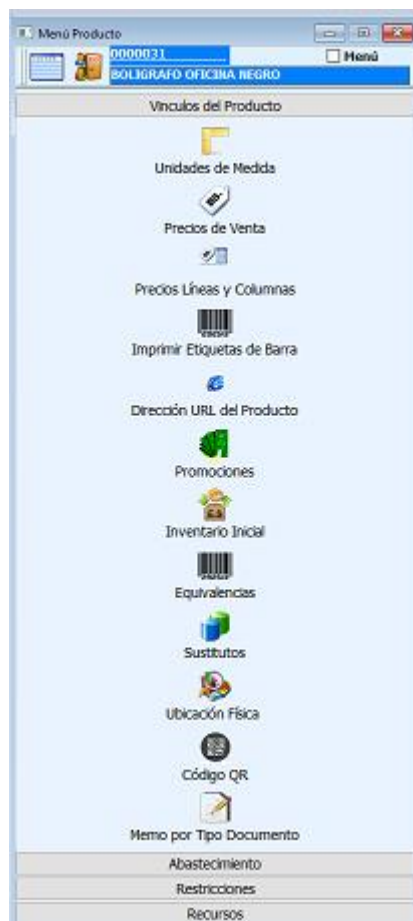 Menú Producto
0000031
Menú
BOLIGRAFO OFICINA NEGRO
Vinculos del Producto
Unidades de Medida
Precios de Venta
Precios Líneas y Columnas
Imprimir Etiquetas de Barra
Dirección URL del Producto
Promociones
Inventario Inicial
Equivalencias
Sustitutos
Ubicación Física
Código QR
Memo por Tipo Documento
Abastecimiento
Restricciones
Recursos